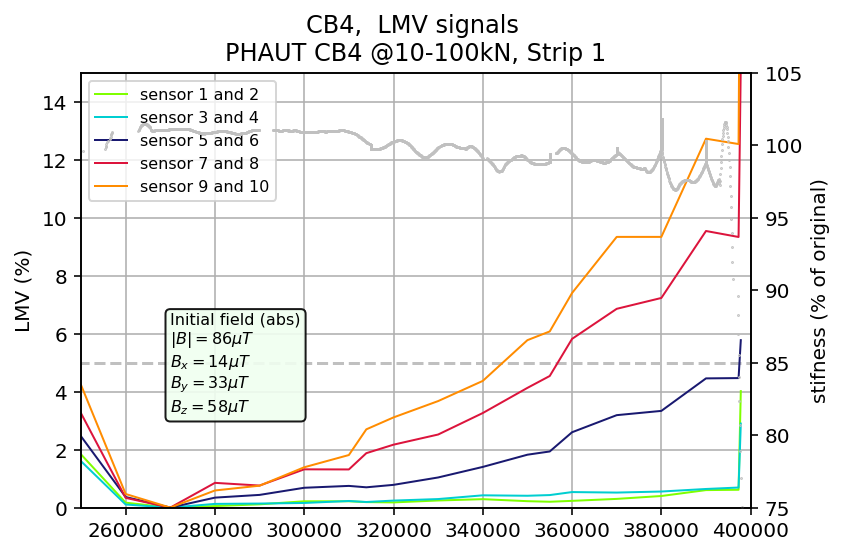 CB4,  LMV signals
PHAUT CB4 @10-100kN, Strip 1
sensor 1 and 2
sensor 3 and 4
sensor 5 and 6
sensor 7 and 8
sensor 9 and 10
Initial field (abs)
|B| = 86μT
Bx = 14μT
By = 33μT
Bz = 58μT
LMV (%)
14
12
10
8
6
4
2
0
105
100
95
90
85
80
75
stifness (% of original)
260000 280000 300000 320000 340000 360000 380000 400000